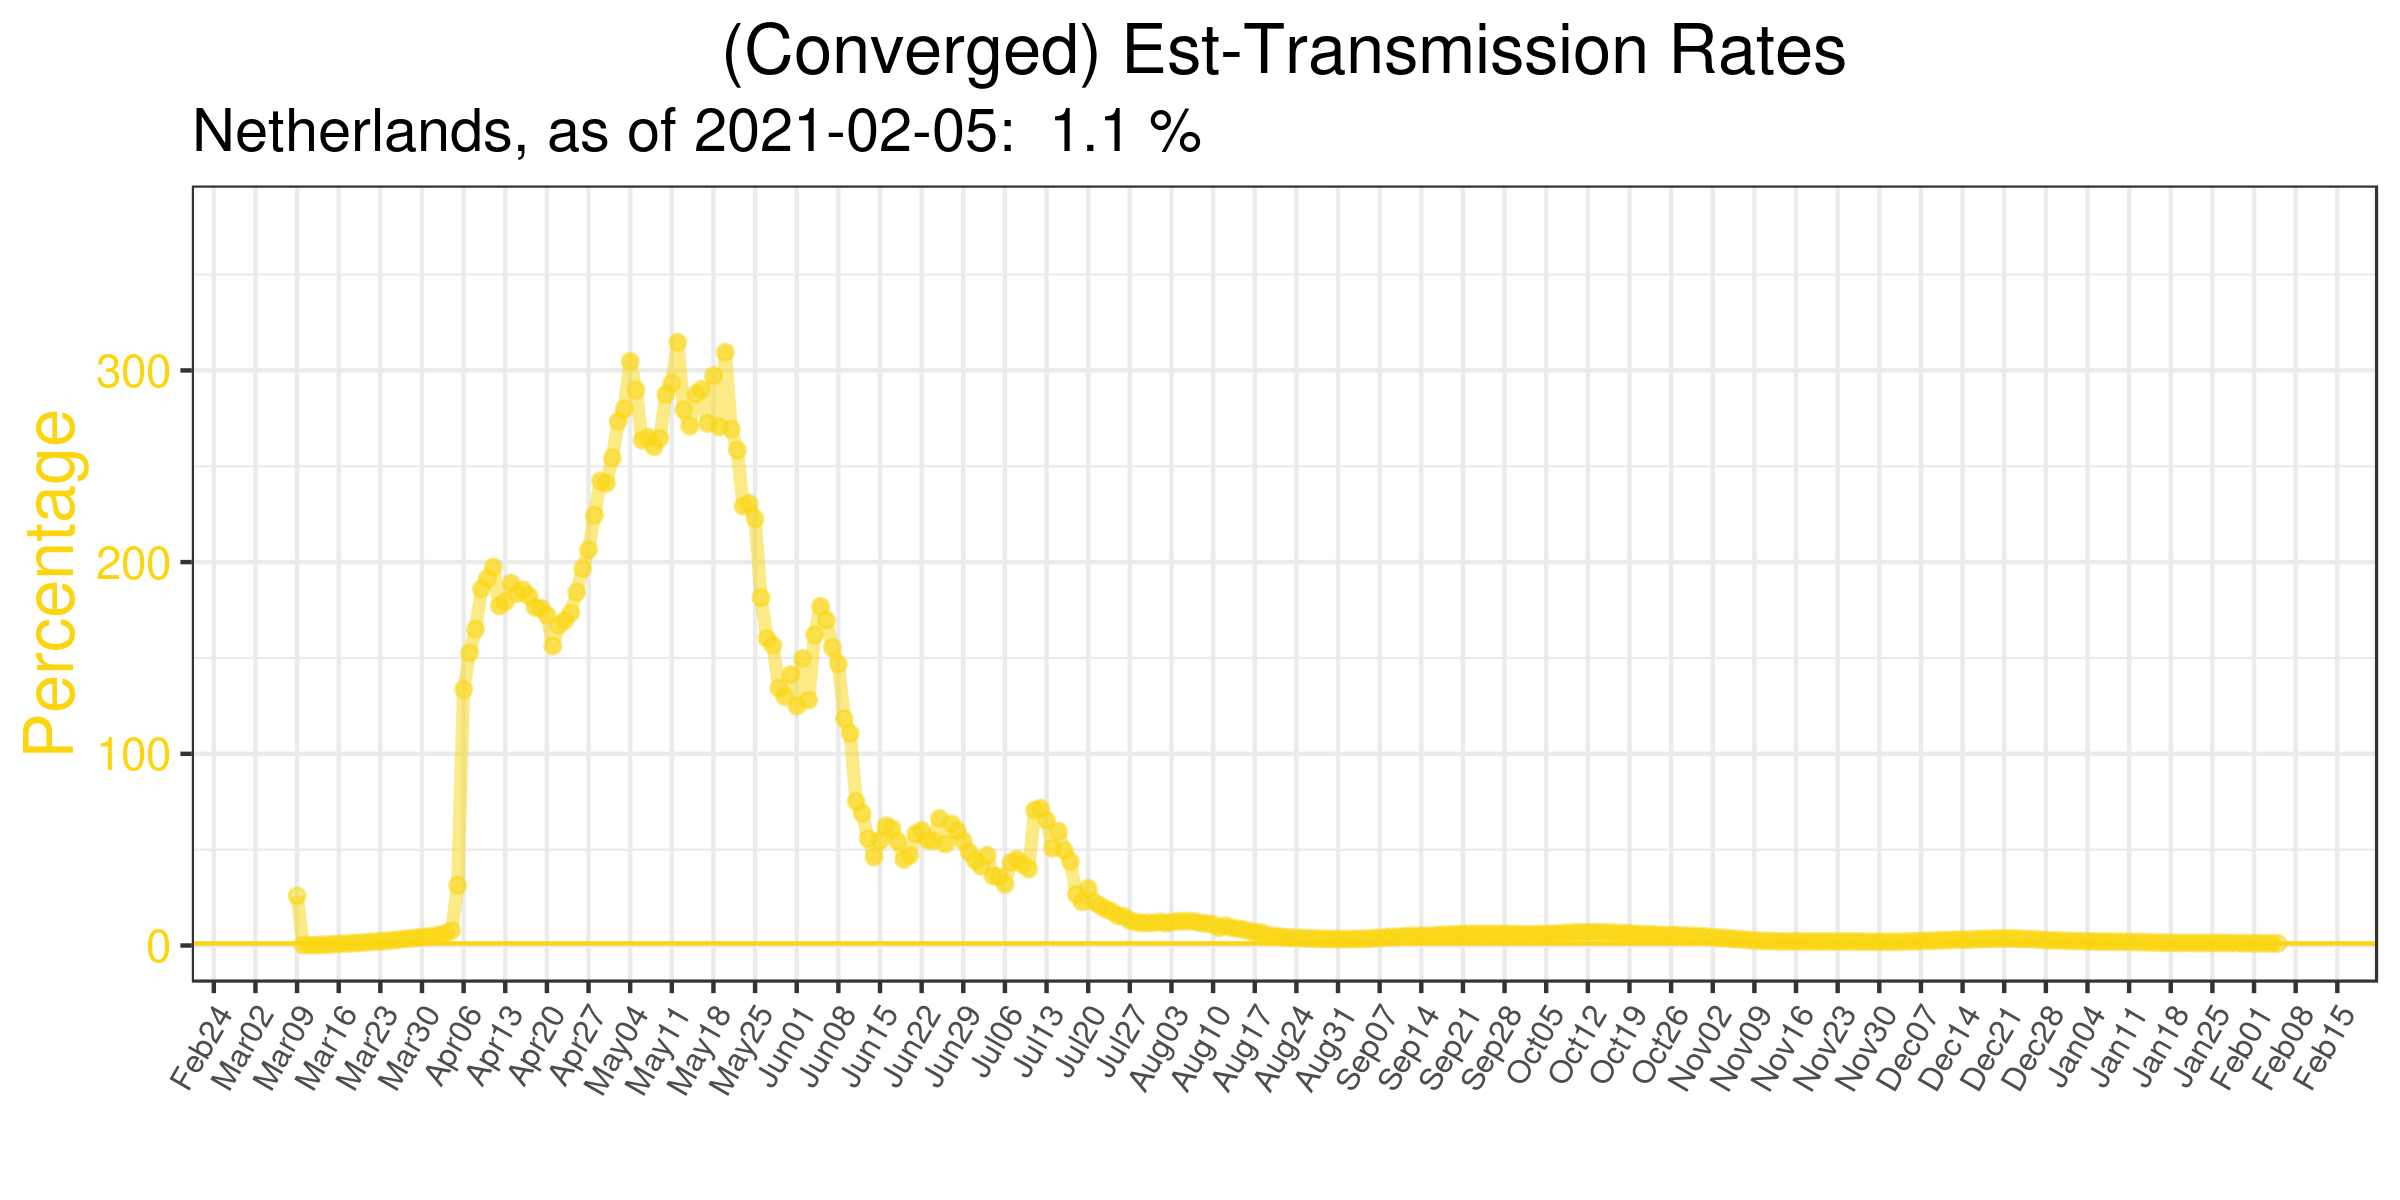 (Converged) Est-Transmission Rates
Netherlands, as of 2021-02-05:  1.1 %
Percentage
300
200
100
0
Feb24
Mar02
Mar09
Mar16
Mar23
Mar30
Apr06
Apr13
Apr20
Apr27
May04
May11
May18
May25
Jun01
Jun08
Jun15
Jun22
Jun29
Jul06
Jul13
Jul20
Jul27
Aug03
Aug10
Aug17
Aug24
Aug31
Sep07
Sep14
Sep21
Sep28
Oct05
Oct12
Oct19
Oct26
Nov02
Nov09
Nov16
Nov23
Nov30
Dec07
Dec14
Dec21
Dec28
Jan04
Jan11
Jan18
Jan25
Feb01
Feb08
Feb15